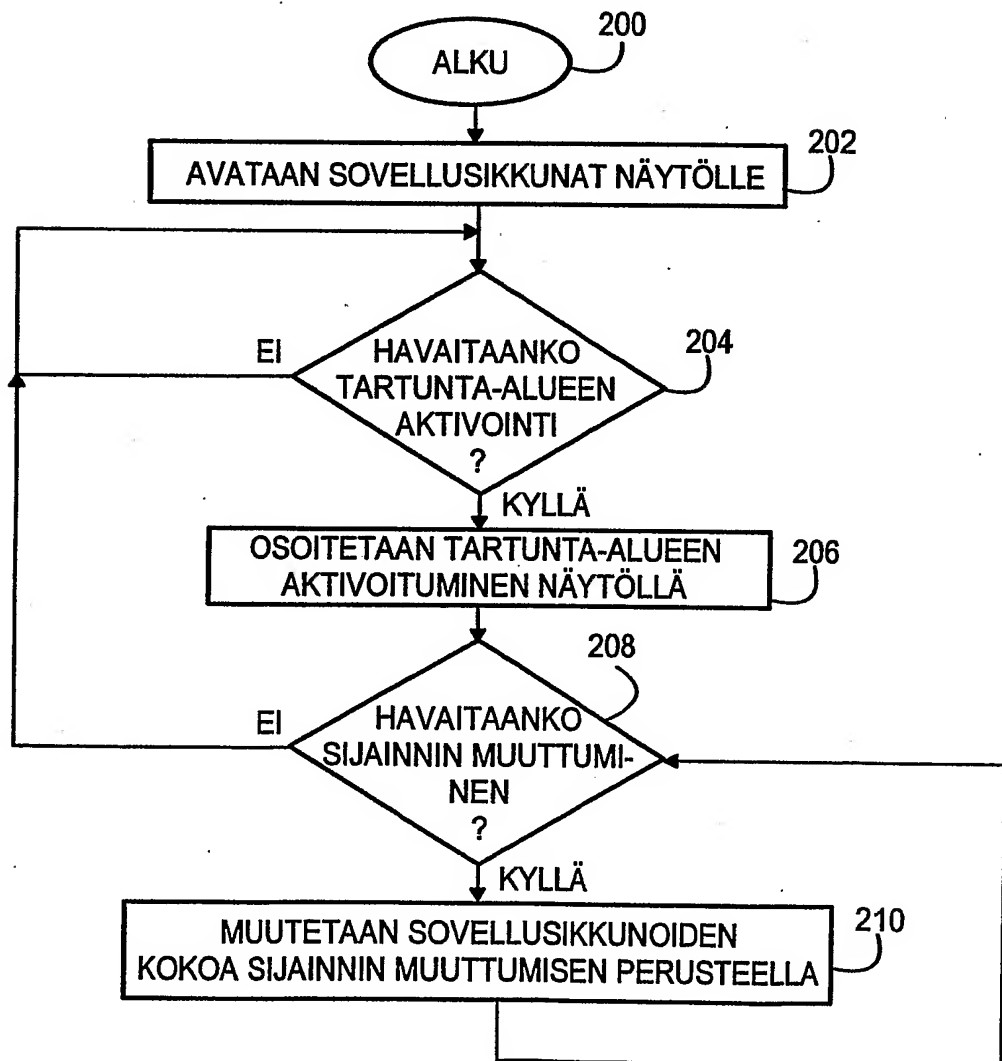 200
ALKU
202
AVATAAN SOVELLUSIKKUNAT NÄYTÖLLE
204
EI
HAVAITAANKO
TARTUNTA-ALUEEN
AKTIVOINTI
?
KYLLÄ
OSOITETAAN TARTUNTA-ALUEEN
AKTIVOITUMINEN NÄYTÖLLÄ
206
208
EI
HAVAITAANKO
SIJAINNIN MUUTTUMI-
NEN
?
KYLLÄ
MUUTETAAN SOVELLUSIKKUNOIDEN
KOKOA SIJAINNIN MUUTTUMISEN PERUSTEELLA
210